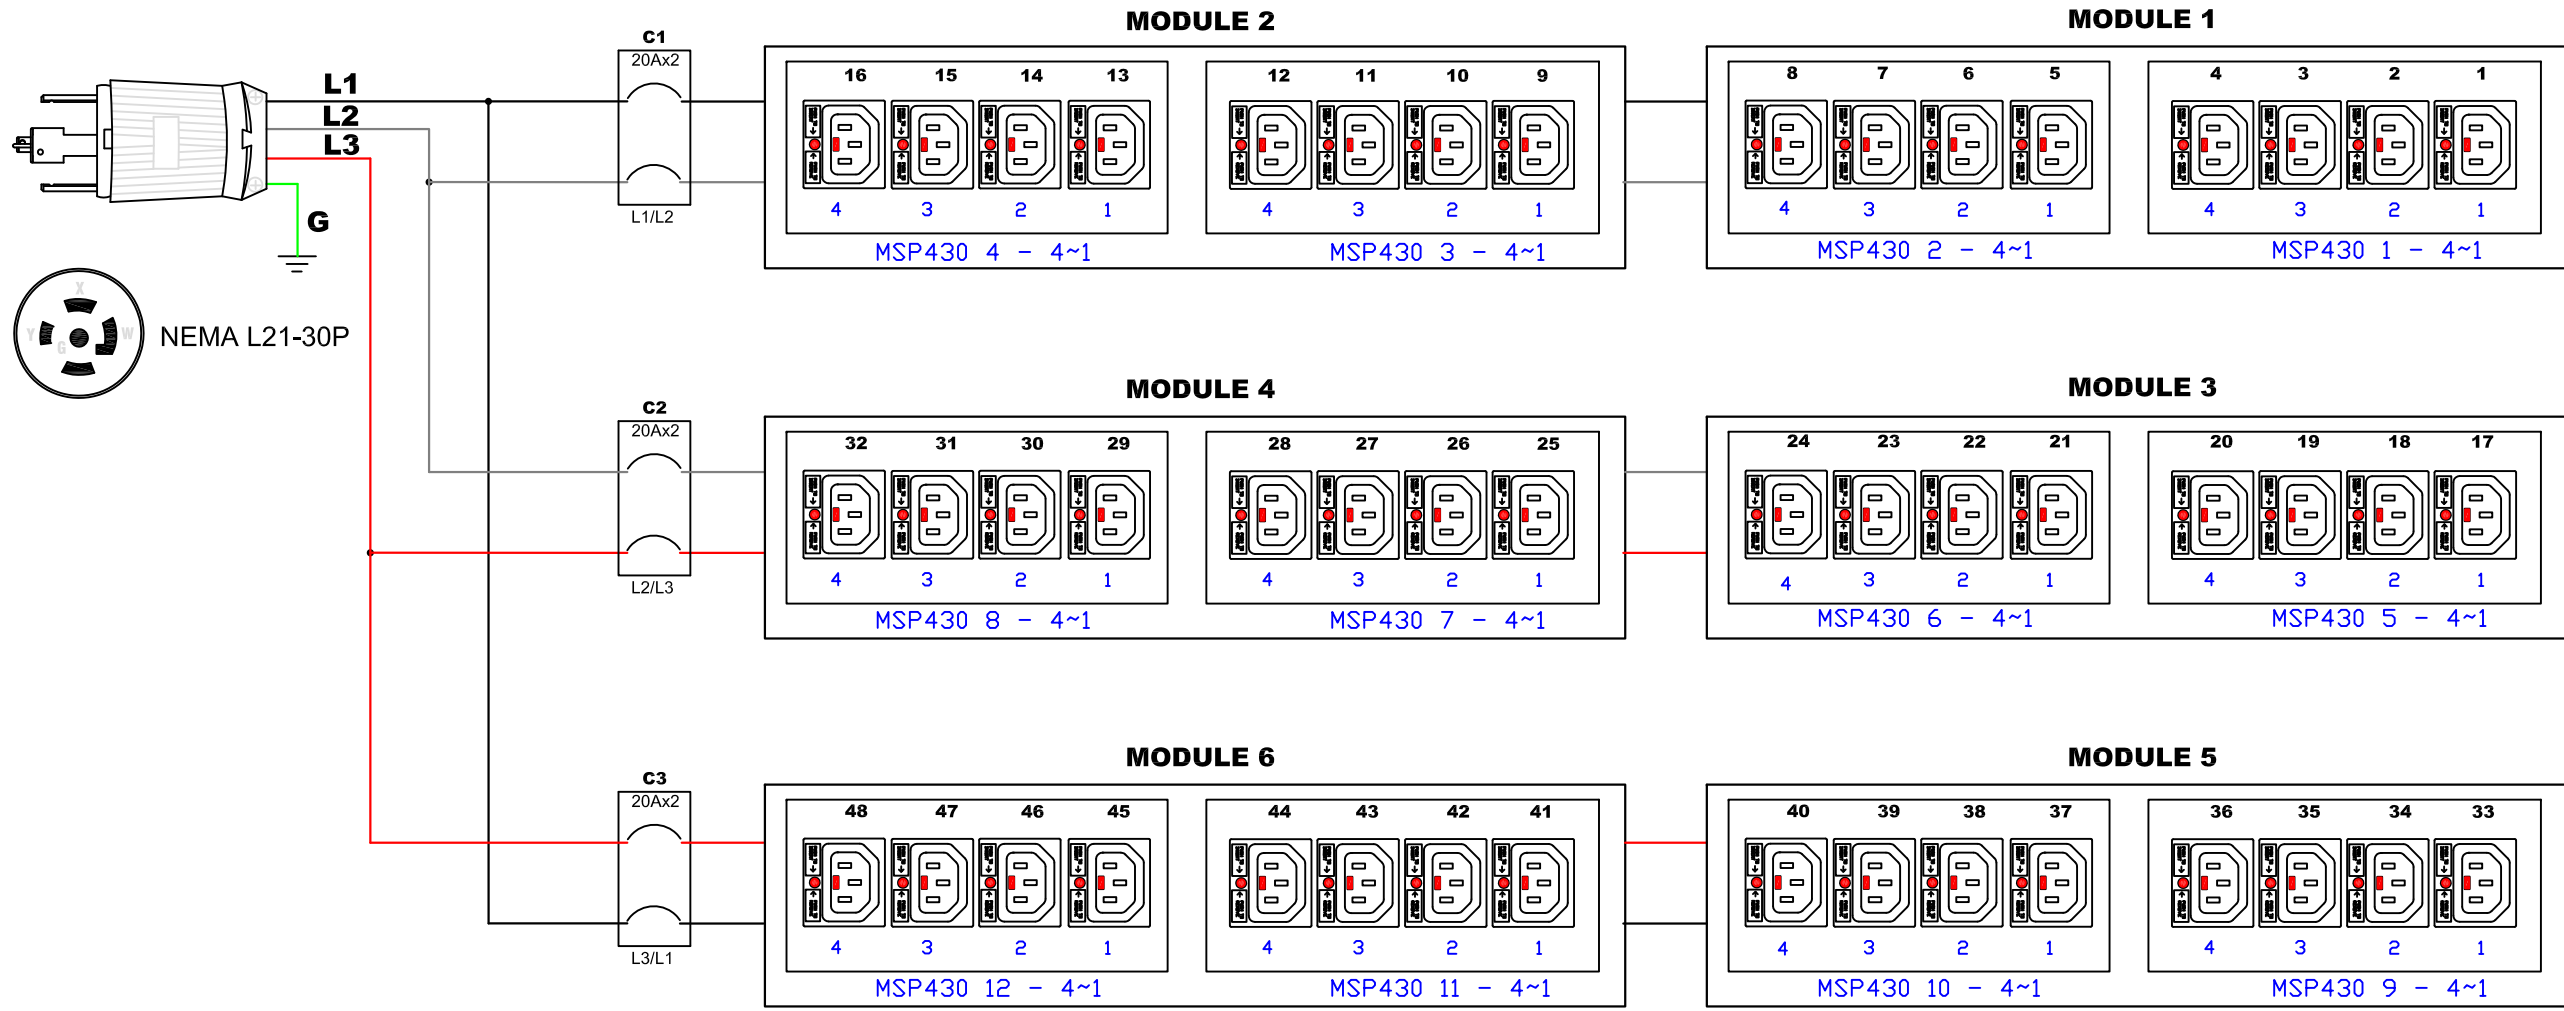 MODULE 2
MODULE 1
C1
20Ax2
L1
L2
L3
G
L1/L2
16 15 14 13
4 3 2 1
MSP430 4 - 4~1
12 11 10 9
4 3 2 1
MSP430 3 - 4~1
8 7 6 5
4 3 2 1
MSP430 2 - 4~1
4 3 2 1
4 3 2 1
MSP430 1 - 4~1
X
Y
W
G
NEMA L21-30P
MODULE 4
MODULE 3
C2
20Ax2
L2/L3
32 31 30 29
4 3 2 1
MSP430 8 - 4~1
28 27 26 25
4 3 2 1
MSP430 7 - 4~1
24 23 22 21
4 3 2 1
MSP430 6 - 4~1
20 19 18 17
4 3 2 1
MSP430 5 - 4~1
MODULE 6
MODULE 5
C3
20Ax2
L3/L1
48 47 46 45
4 3 2 1
MSP430 12 - 4~1
44 43 42 41
4 3 2 1
MSP430 11 - 4~1
40 39 38 37
4 3 2 1
MSP430 10 - 4~1
36 35 34 33
4 3 2 1
MSP430 9 - 4~1